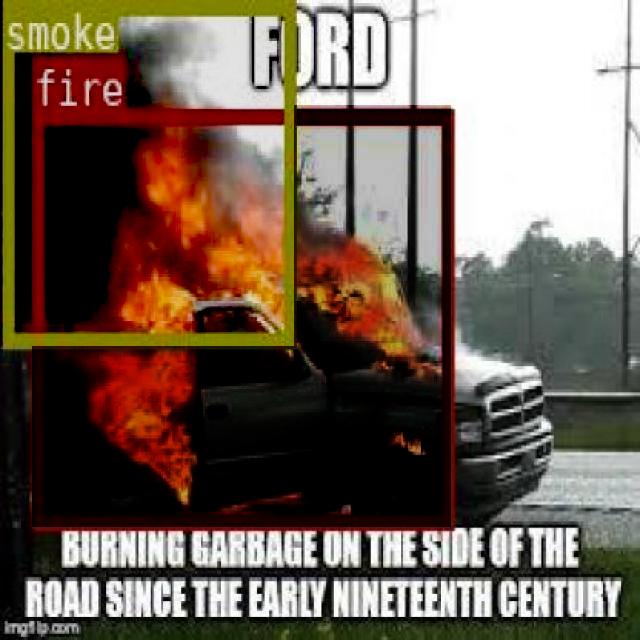 smoke
FORD
fire
BURNING GARBAGE ON THE SIDE OF THE
ROAD SINCE THE EARLY NINETEENTH CENTURY
imgflip.com